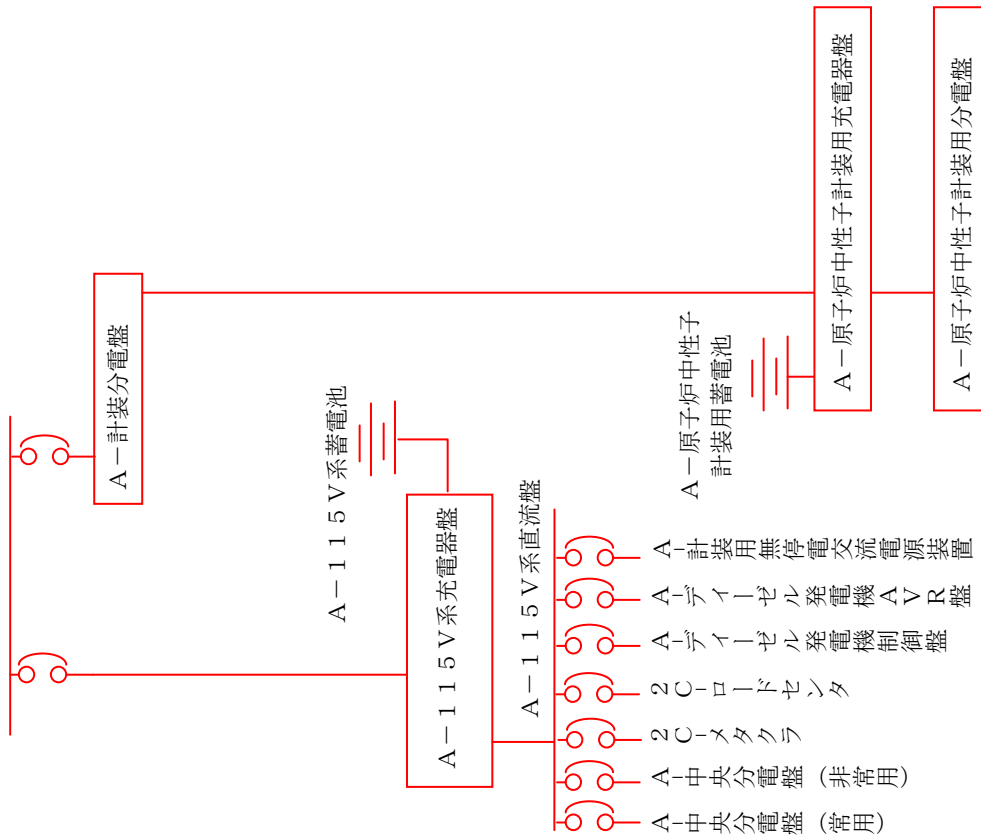 A－計装分電盤
A－115V系蓄電池
A－115V系充電器盤
A－115V系直流盤
A－原子炉中性子
計装用蓄電池
A－原子炉中性子計装用充電器盤
A－原子炉中性子計装用分電盤
A-中央分電盤（常用）
A-中央分電盤（非常用）
2C-メタクラ
2C-ロードセンタ
A-ディーゼル発電機制御盤
A-ディーゼル発電機AVR盤
A-計装用無停電交流電源装置